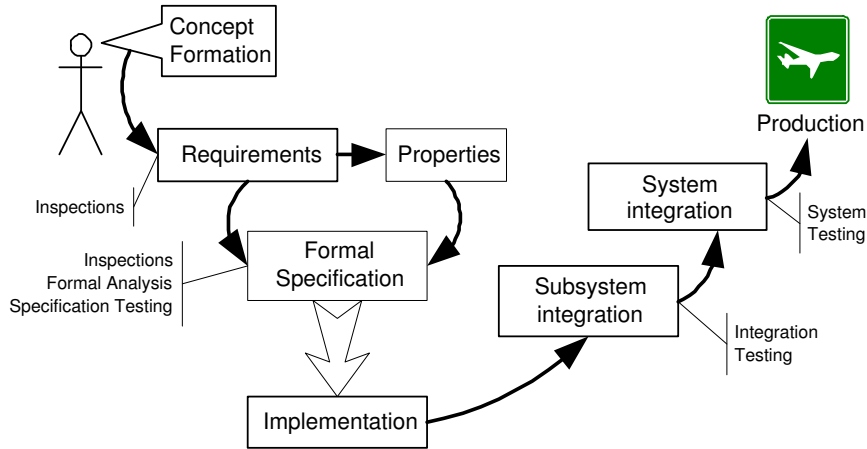 Concept
Formation
Production
Requirements
Properties
System
integration
Inspections
System
Testing
Inspections
Formal Analysis
Specification Testing
Formal
Specification
Subsystem
integration
Integration
Testing
Implementation